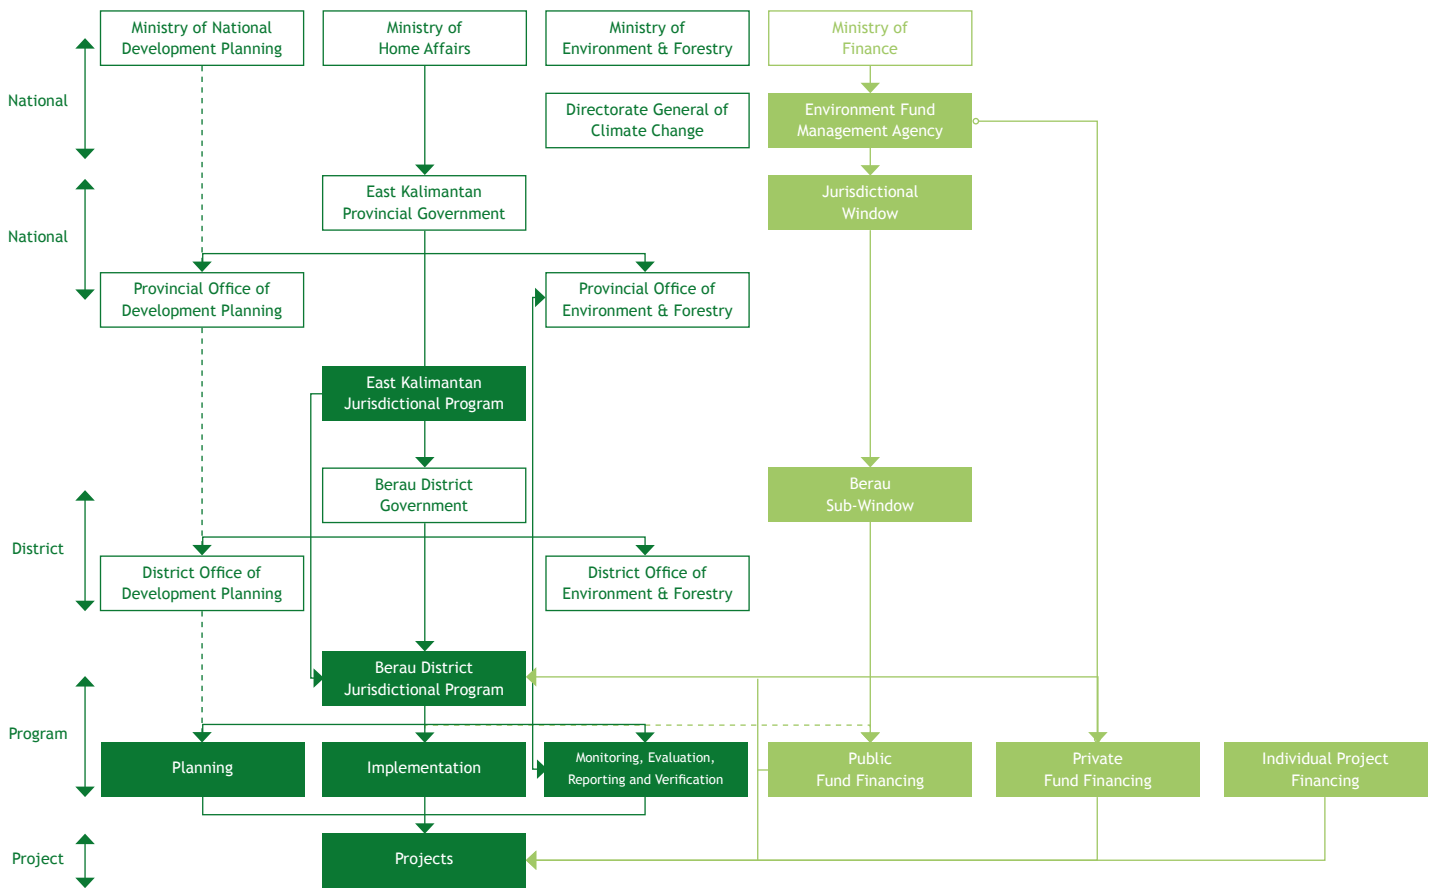 Ministry of National
Development Planning
Ministry of
Home Affairs
Ministry of
Environment & Forestry
Ministry of
Finance
National
Directorate General of
Climate Change
Environment Fund
Management Agency
National
East Kalimantan
Provincial Government
Jurisdictional
Window
Provincial Office of
Development Planning
Provincial Office of
Environment & Forestry
East Kalimantan
Jurisdictional Program
Berau District
Government
Berau
Sub-Window
District
District Office of
Development Planning
District Office of
Environment & Forestry
Berau District
Jurisdictional Program
Program
Planning
Implementation
Monitoring, Evaluation,
Reporting and Verification
Public
Fund Financing
Private
Fund Financing
Individual Project
Financing
Project
Projects